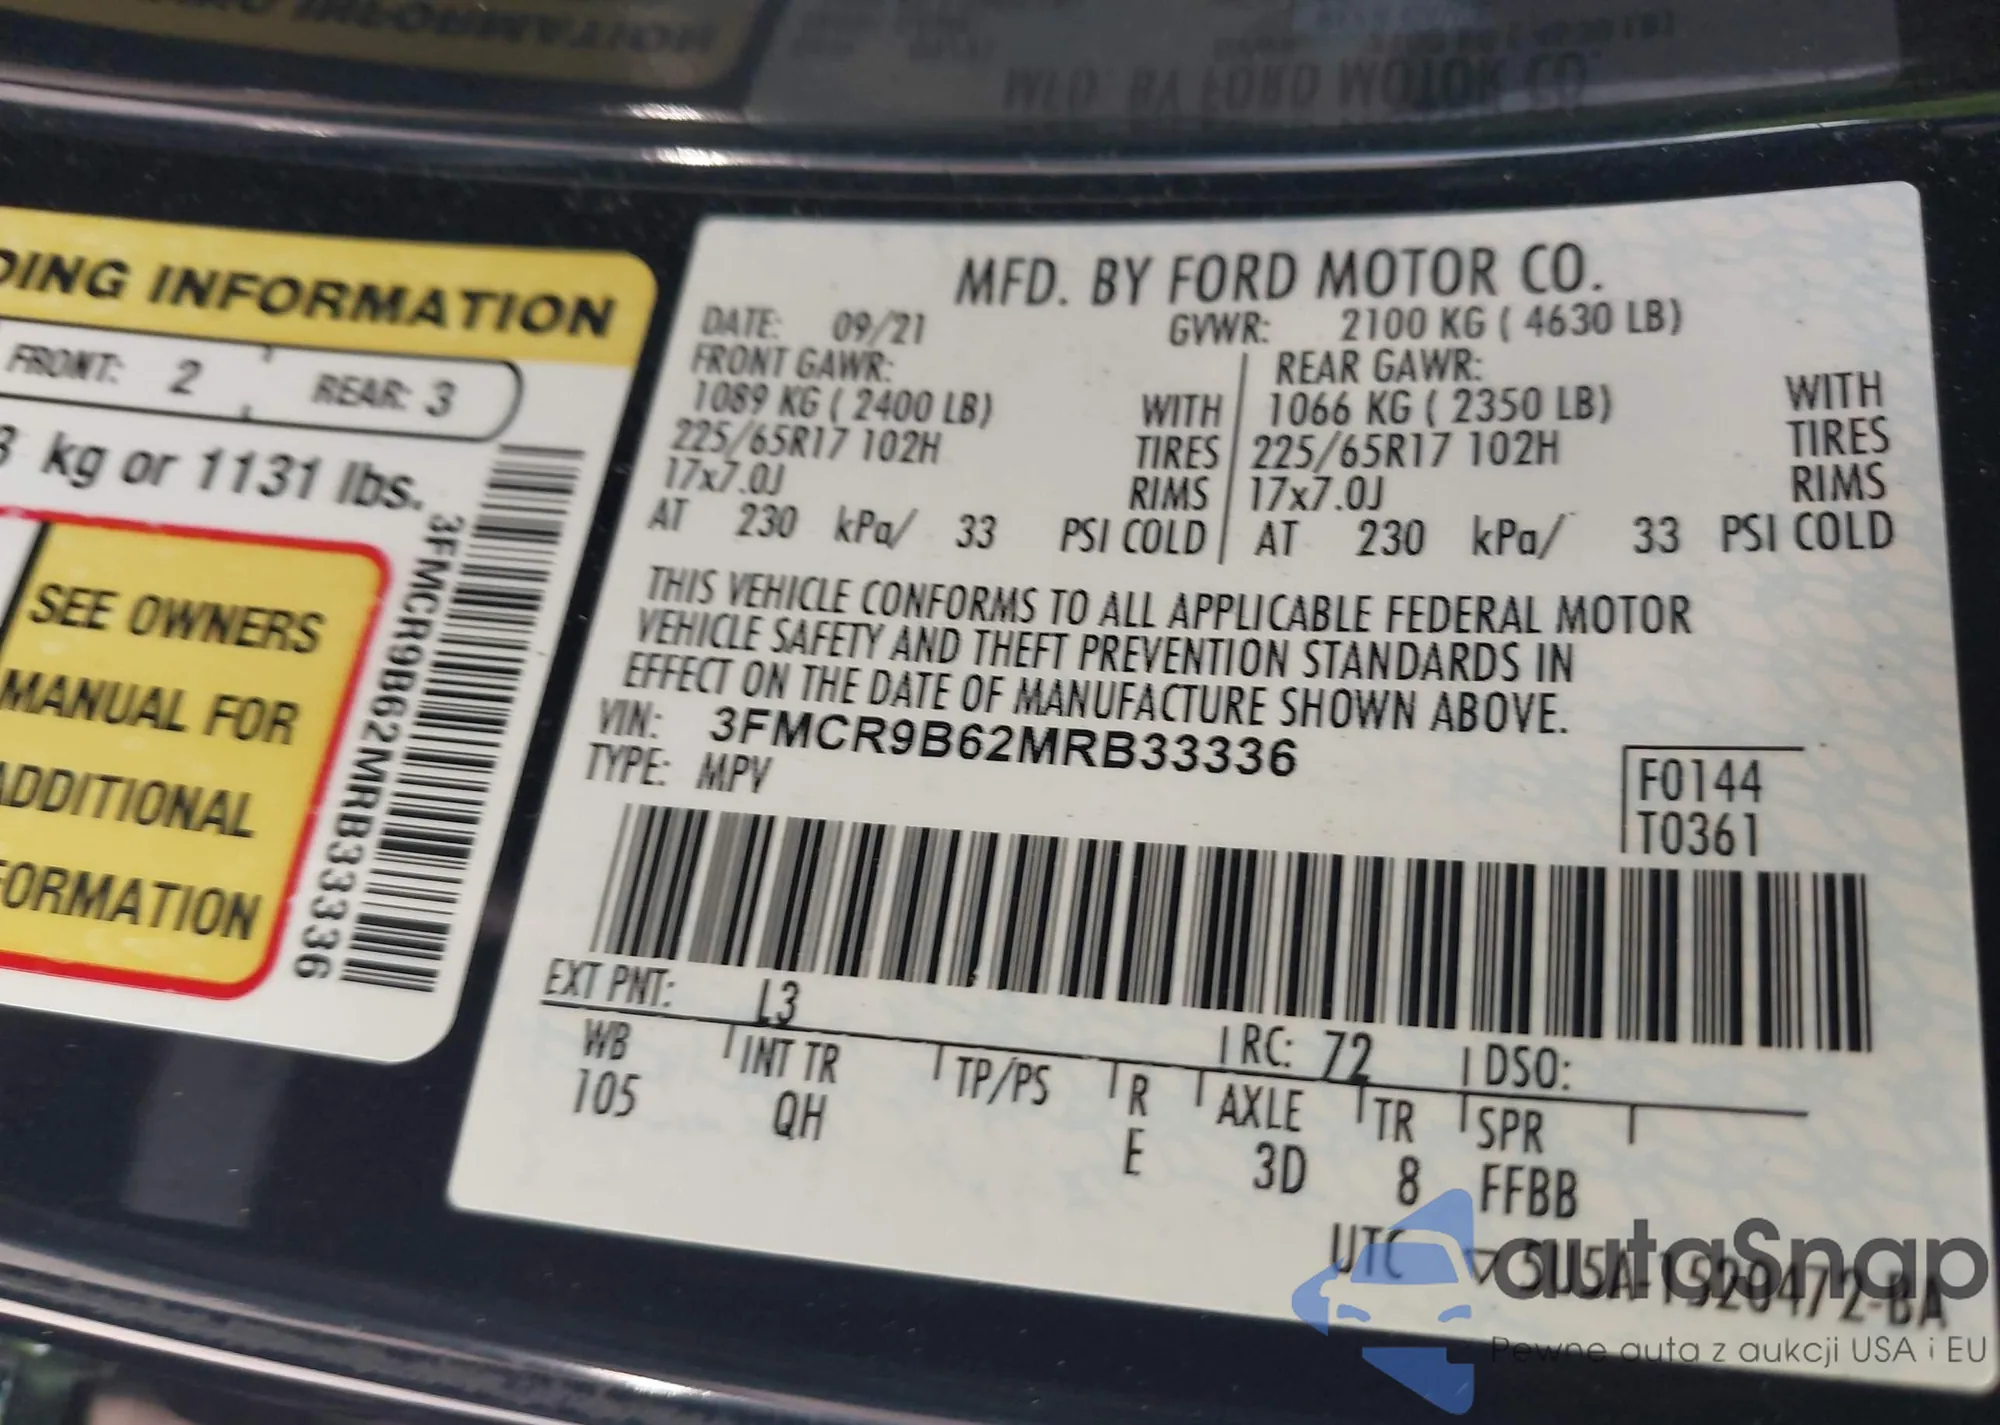 DING INFORMATION
FRONT: 2 REAR: 3
kg or 1131 lbs.
SEE OWNERS
MANUAL FOR
ADDITIONAL
FORMATION
3FMCR9B62MRB33336
MFD. BY FORD MOTOR CO.
DATE: 09/21 GVWR: 2100 KG ( 4630 LB)
FRONT GAWR: REAR GAWR:
1089 KG ( 2400 LB) WITH 1066 KG ( 2350 LB) WITH
225/65R17 102H TIRES 225/65R17 102H TIRES
17x7.0J RIMS 17x7.0J RIMS
AT 230 kPa/ 33 PSI COLD AT 230 kPa/ 33 PSI COLD
THIS VEHICLE CONFORMS TO ALL APPLICABLE FEDERAL MOTOR
VEHICLE SAFETY AND THEFT PREVENTION STANDARDS IN
EFFECT ON THE DATE OF MANUFACTURE SHOWN ABOVE.
VIN: 3FMCR9B62MRB33336
TYPE: MPV
F0144
T0361
EXT PNT: L3 RC: 72 DSO:
WB INT TR TP/PS R AXLE TR SPR
105 QH E 3D 8 FFBB
UTC 5U5A-1520472-BA
autaSnap
Pewne auta z aukcji USA i EU